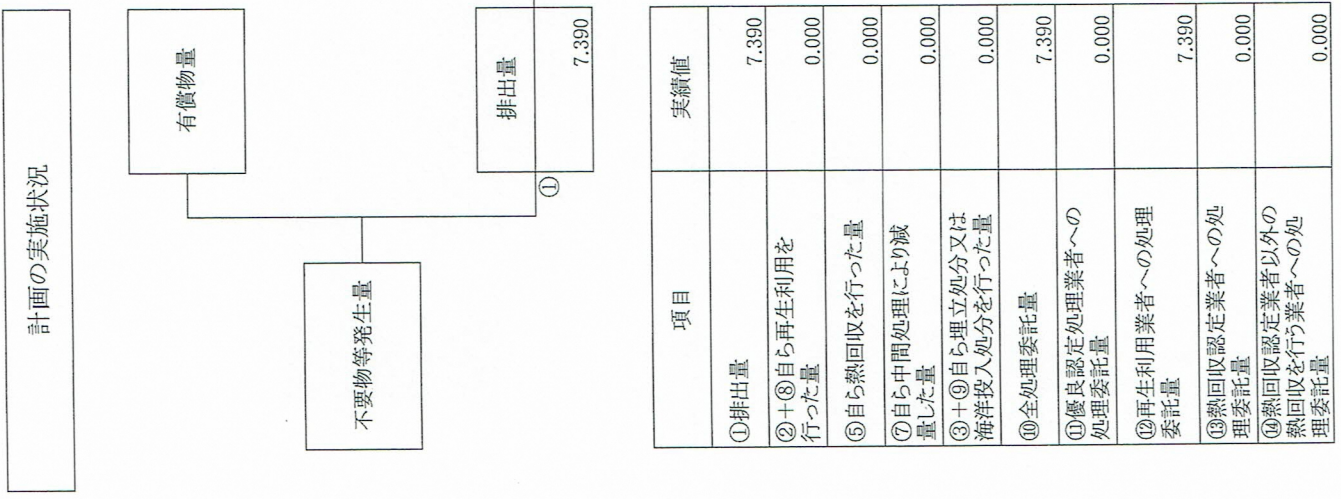 計画の実施状況
有償物量
不要物等発生量
排出量
①
7.390
項目
実績値
①排出量
7.390
②+⑧自ら再生利用を
行った量
0.000
⑤自ら熱回収を行った量
0.000
⑦自ら中間処理により減
量した量
0.000
③+⑨自ら埋立処分又は
海洋投入処分を行った量
0.000
⑩全処理委託量
7.390
⑪優良認定処理業者への
処理委託量
0.000
⑫再生利用業者への処理
委託量
7.390
⑬熱回収認定業者への処
理委託量
0.000
⑭熱回収認定業者以外の
熱回収を行う業者への処
理委託量
0.000